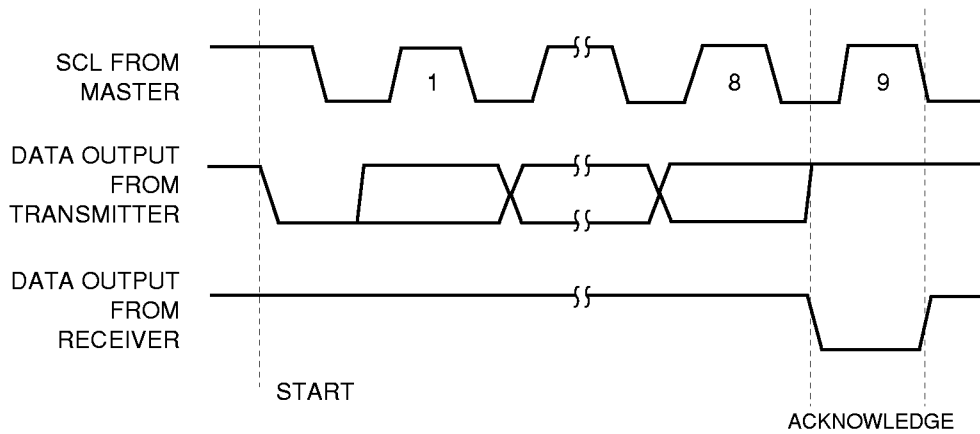 SCL FROM
MASTER
1
8
9
DATA OUTPUT
FROM
TRANSMITTER
DATA OUTPUT
FROM
RECEIVER
START
ACKNOWLEDGE